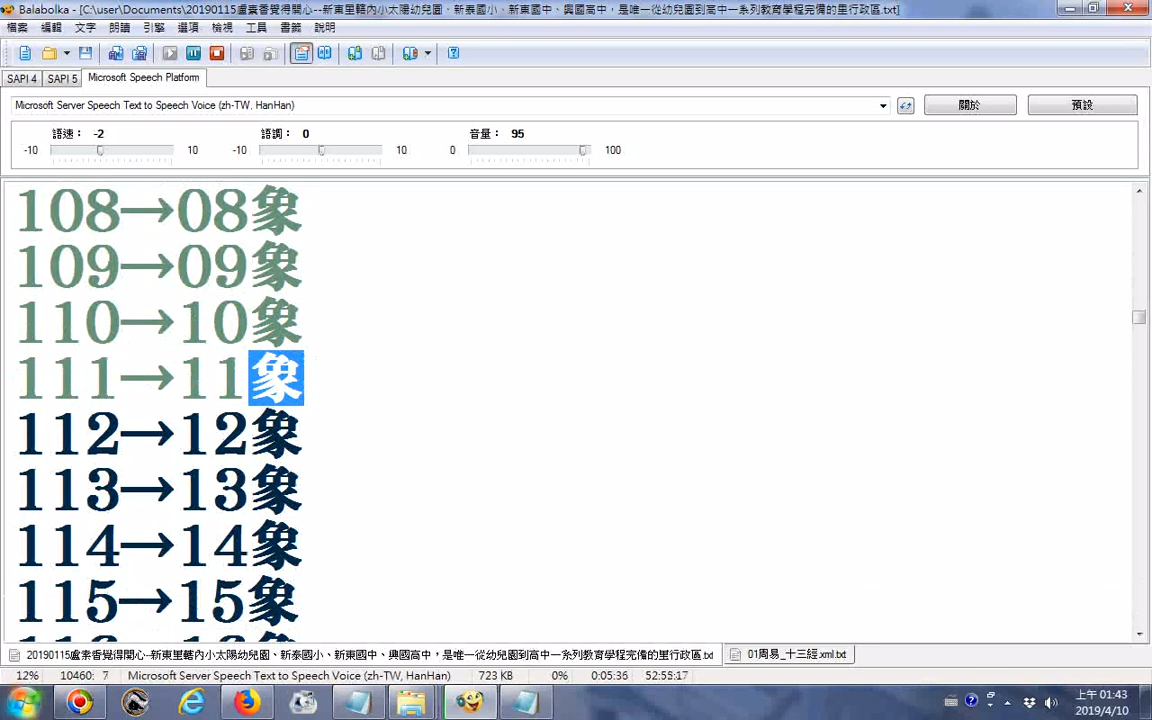 Balabolka - [C:\user\Documents\20190115盧素香覺得開心--新東里轄內小太陽幼兒園、新泰國小、新東國中、興國高中，是唯一從幼兒園到高中一系列教育學程完備的里行政區.txt]
檔案 編輯 文字 朗讀 引擎 選項 檢視 工具 書籤 說明
SAPI 4 SAPI 5 Microsoft Speech Platform
Microsoft Server Speech Text to Speech Voice (zh-TW, HanHan) 關於 預設
語速： -2 語調： 0 音量： 95
-10 10 -10 10 0 100
108→08象
109→09象
110→10象
111→11象
112→12象
113→13象
114→14象
115→15象
20190115盧素香覺得開心--新東里轄內小太陽幼兒園、新泰國小、新東國中、興國高中，是唯一從幼兒園到高中一系列教育學程完備的里行政區.txt 01周易_十三經.xml.txt
12% 10460: 7 Microsoft Server Speech Text to Speech Voice (zh-TW, HanHan) 723 KB 0% 0:05:36 52:58:17
上午 01:43
2019/4/10